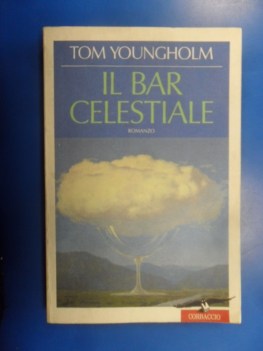 TOM YOUNGHOLM
IL BAR
CELESTIALE
ROMANZO
CORBACCIO